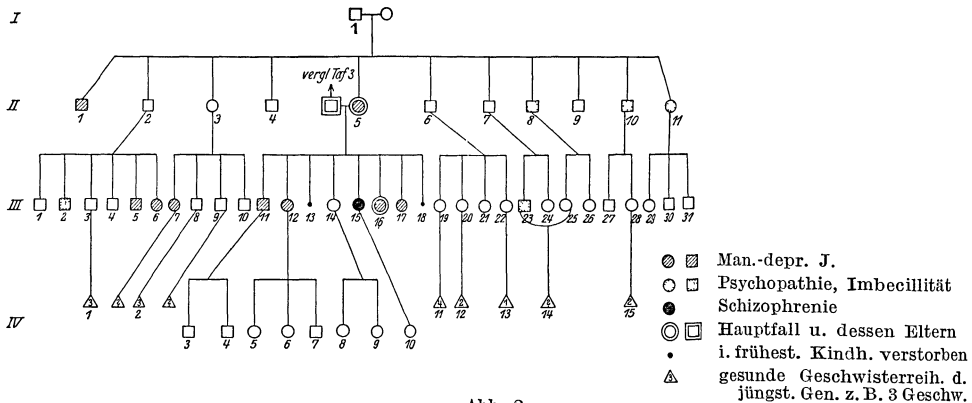 I
1
vergl Taf 3
II
1 2 3 4 5 6 7 8 9 10 11
III
1 2 3 4 5 6 7 8 9 10 11 12 13 14 15 16 17 18 19 20 21 22 23 24 25 26 27 28 29 30 31
1 2 11 12 13 14 15
IV
3 4 5 6 7 8 9 10
Man.-depr. J.
Psychopathie, Imbecillität
Schizophrenie
Hauptfall u. dessen Eltern
i. frühest. Kindh. verstorben
3 gesunde Geschwisterreih. d.
jüngst. Gen. z. B. 3 Geschw.